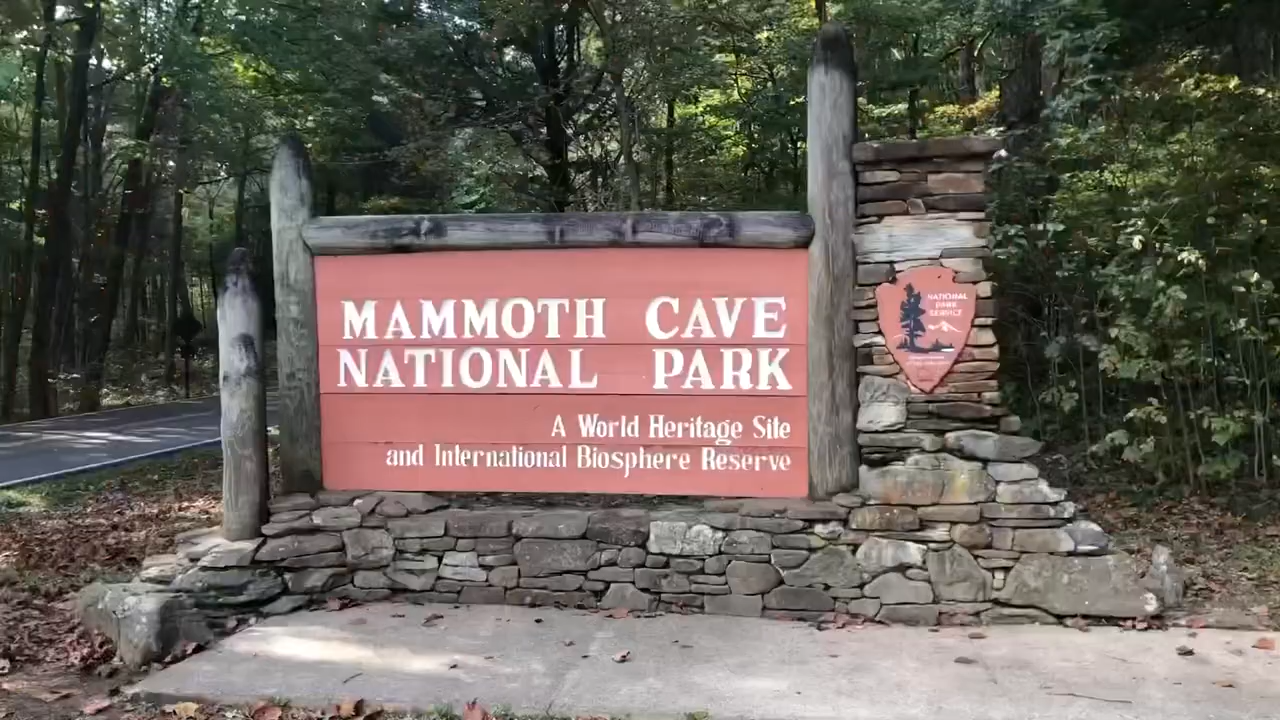 MAMMOTH CAVE
NATIONAL PARK
A World Heritage Site
and International Biosphere Reserve
NATIONAL
PARK
SERVICE